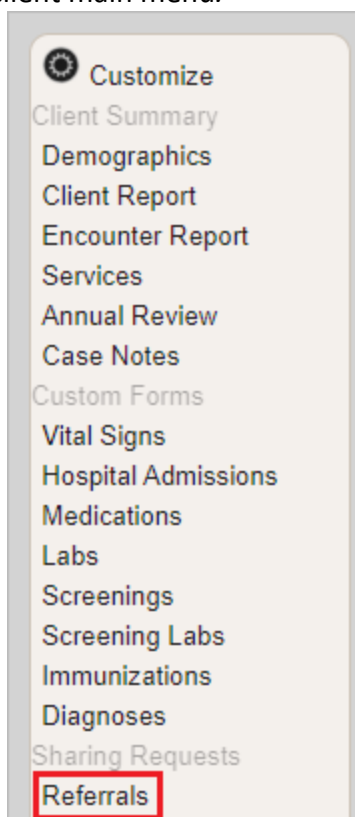 Customize
Client Summary
Demographics
Client Report
Encounter Report
Services
Annual Review
Case Notes
Custom Forms
Vital Signs
Hospital Admissions
Medications
Labs
Screenings
Screening Labs
Immunizations
Diagnoses
Sharing Requests
Referrals